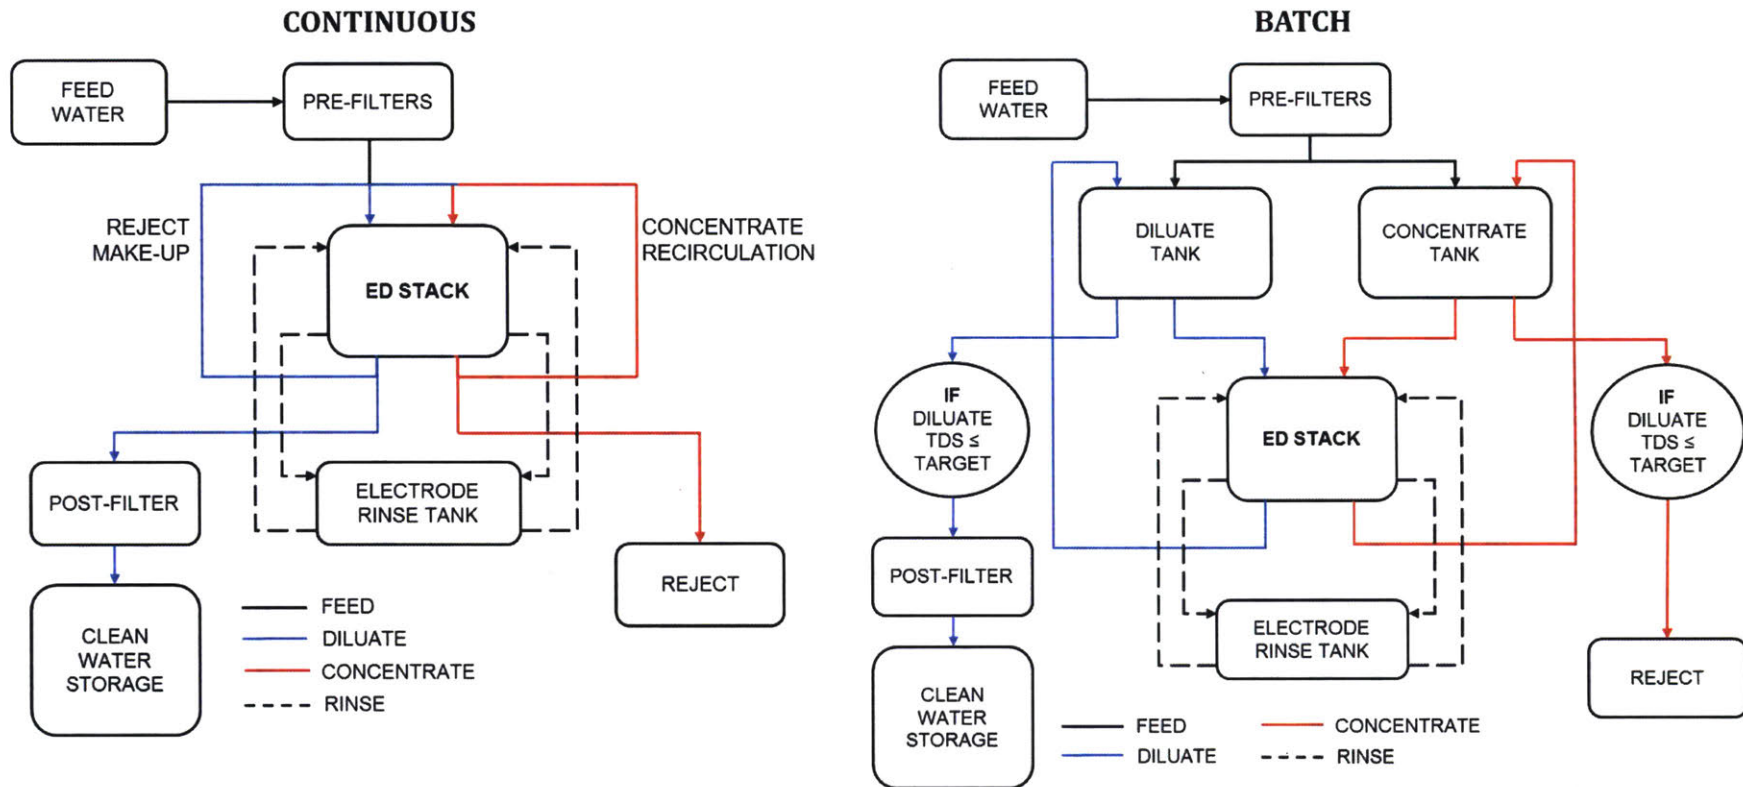 CONTINUOUS
FEED
WATER
PRE-FILTERS
REJECT
MAKE-UP
CONCENTRATE
RECIRCULATION
ED STACK
POST-FILTER
ELECTRODE
RINSE TANK
REJECT
CLEAN
WATER
STORAGE
FEED
DILUATE
CONCENTRATE
RINSE
BATCH
FEED
WATER
PRE-FILTERS
DILUATE
TANK
CONCENTRATE
TANK
IF
DILUATE
TDS ≤
TARGET
ED STACK
IF
DILUATE
TDS ≤
TARGET
POST-FILTER
ELECTRODE
RINSE TANK
REJECT
CLEAN
WATER
STORAGE
FEED
CONCENTRATE
DILUATE
RINSE